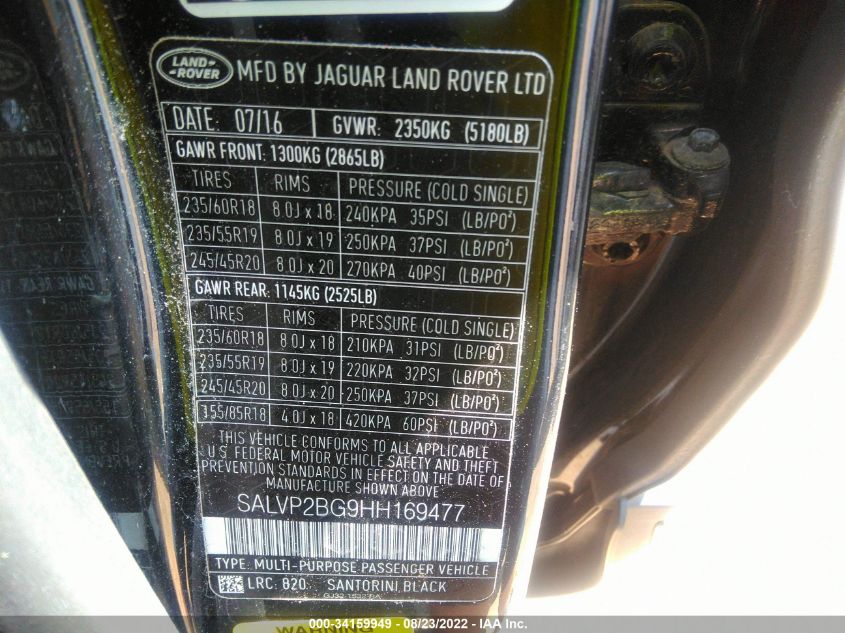 LAND-
ROVER
MFD BY JAGUAR LAND ROVER LTD
DATE: 07/16 GVWR: 2350KG (5180LB)
GAWR FRONT: 1300KG (2865LB)
TIRES RIMS PRESSURE (COLD SINGLE)
235/60R18 8.0J x 18 240KPA 35PSI (LB/PO²)
235/55R19 8.0J x 19 250KPA 37PSI (LB/PO²)
245/45R20 8.0J x 20 270KPA 40PSI (LB/PO²)
GAWR REAR: 1145KG (2525LB)
TIRES RIMS PRESSURE (COLD SINGLE)
235/60R18 8.0J x 18 210KPA 31PSI (LB/PO²)
235/55R19 8.0J x 19 220KPA 32PSI (LB/PO²)
245/45R20 8.0J x 20 250KPA 37PSI (LB/PO²)
155/85R18 4.0J x 18 420KPA 60PSI (LB/PO²)
THIS VEHICLE CONFORMS TO ALL APPLICABLE
U.S. FEDERAL MOTOR VEHICLE SAFETY AND THEFT
PREVENTION STANDARDS IN EFFECT ON THE DATE
OF MANUFACTURE SHOWN ABOVE
SALVP2BG9HH169477
TYPE: MULTI-PURPOSE PASSENGER VEHICLE
LRC: 820 SANTORINI BLACK
WARNING
000-34159949 - 08/23/2022 - IAA Inc.